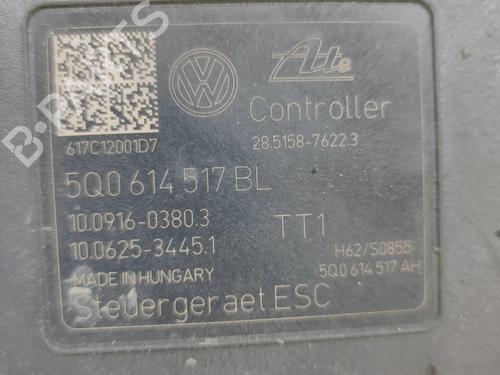 Ate
Controller
617C12001D7
28.5158-7622.3
5Q0 614 517 BL
10.0916-0380.3
TT1
10.0625-3445.1
H62/S0855
MADE IN HUNGARY
5Q0 614 517 AH
Steuergeraet ESC
B-PARTS